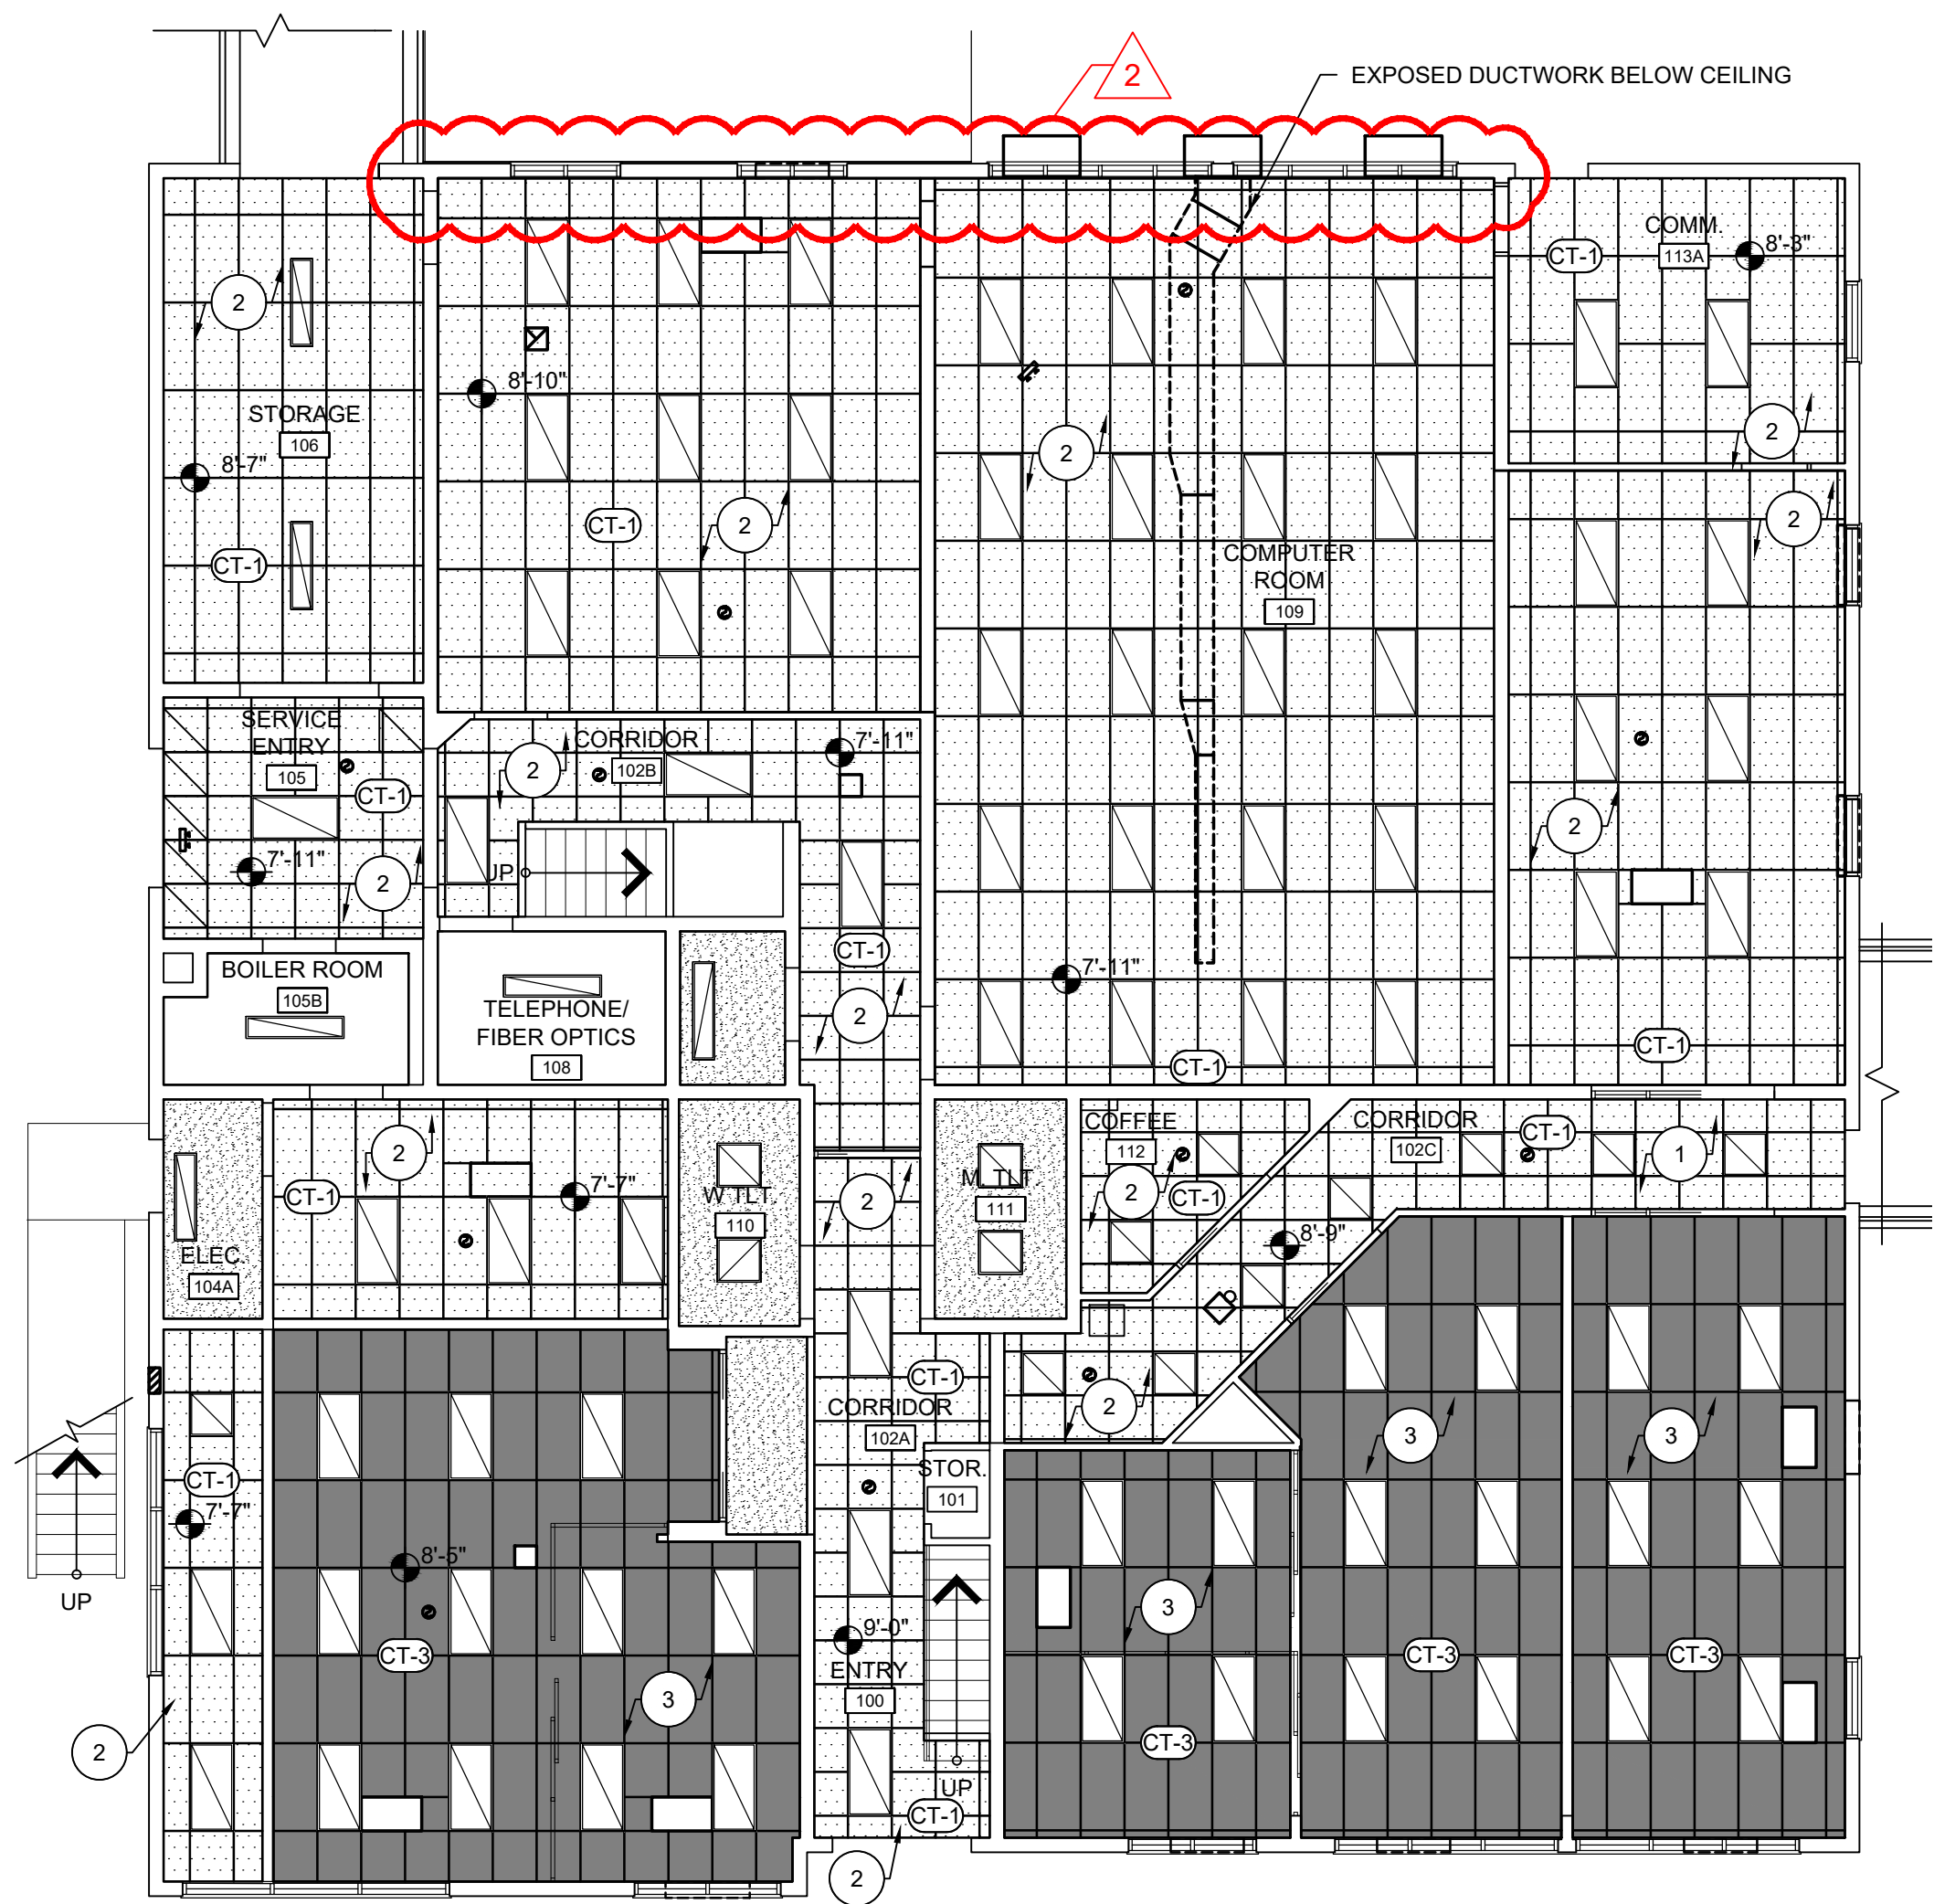 2
EXPOSED DUCTWORK BELOW CEILING
COMM.
113A
CT-1
8'-3"
2
2
8'-10"
STORAGE
106
8'-7"
2
CT-1
2
CT-1
2
COMPUTER
ROOM
109
2
SERVICE
ENTRY
105
CT-1
7'-11"
2
CORRIDOR
102B
2
7'-11"
2
UP
CT-1
BOILER ROOM
105B
TELEPHONE/
FIBER OPTICS
108
2
7'-11"
CT-1
CT-1
2
CT-1
7'-7"
W TLT.
110
2
M. TLT.
111
COFFEE
112
2
CT-1
CORRIDOR
102C
CT-1
1
8'-9"
ELEC.
104A
CT-1
7'-7"
CT-1
CORRIDOR
102A
2
3
3
STOR.
101
UP
8'-5"
CT-3
3
9'-0"
ENTRY
100
3
CT-3
CT-3
CT-3
2
UP
CT-1
2